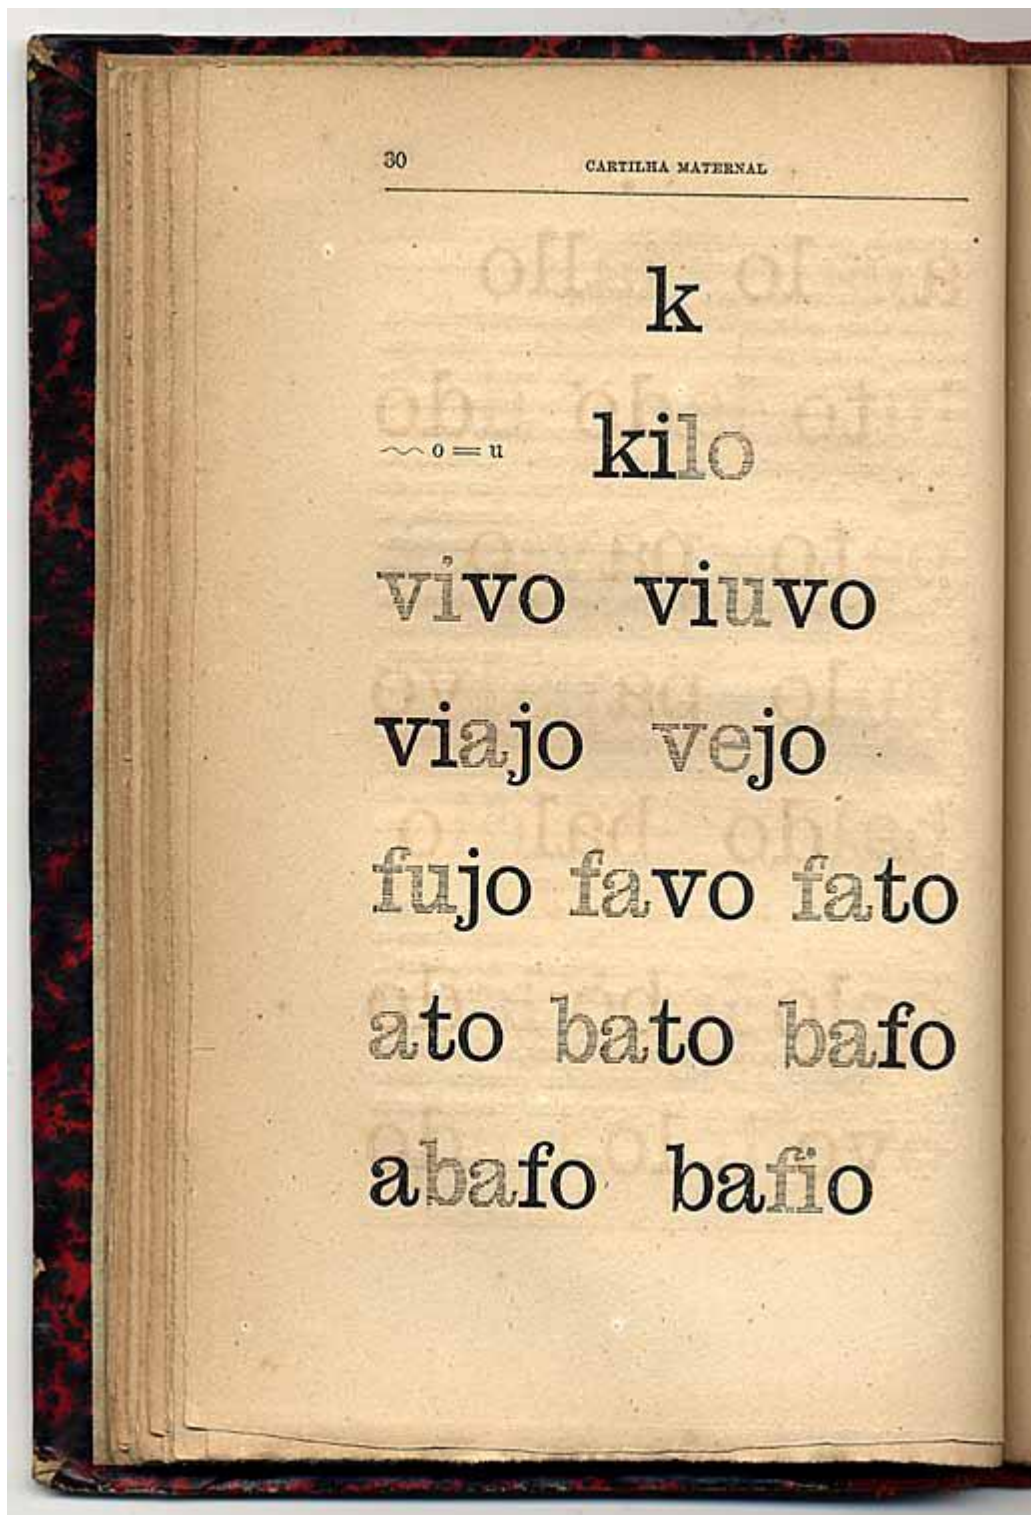 30 CARTILHA MATERNAL
k
~ o = u kilo
vivo viuvo
viajo vejo
fujo favo fato
ato bato bafo
abafo bafio